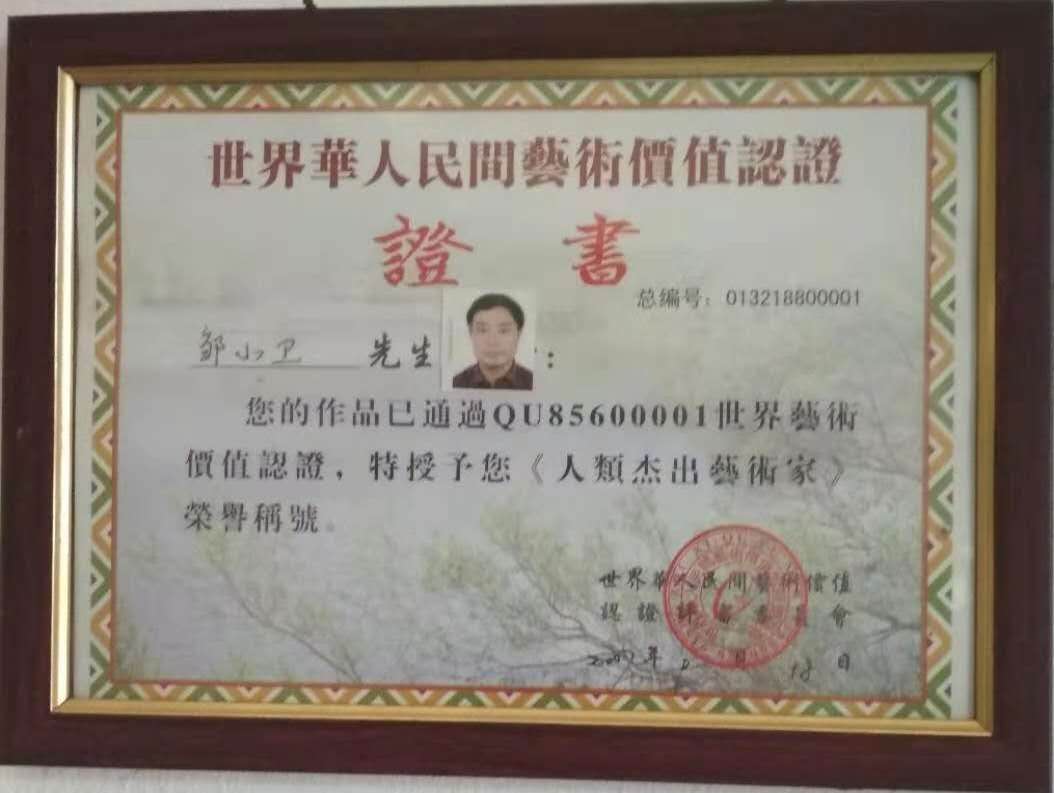 世界華人民間藝術價值認證
證 書
总编号：013218800001
邹小卫 先生 :
您的作品已通過QU85600001世界藝術
價值認證，特授予您《人類杰出藝術家》
榮譽稱號。
世界華人民間藝術價值
認證評審委員會
年 月 18 日